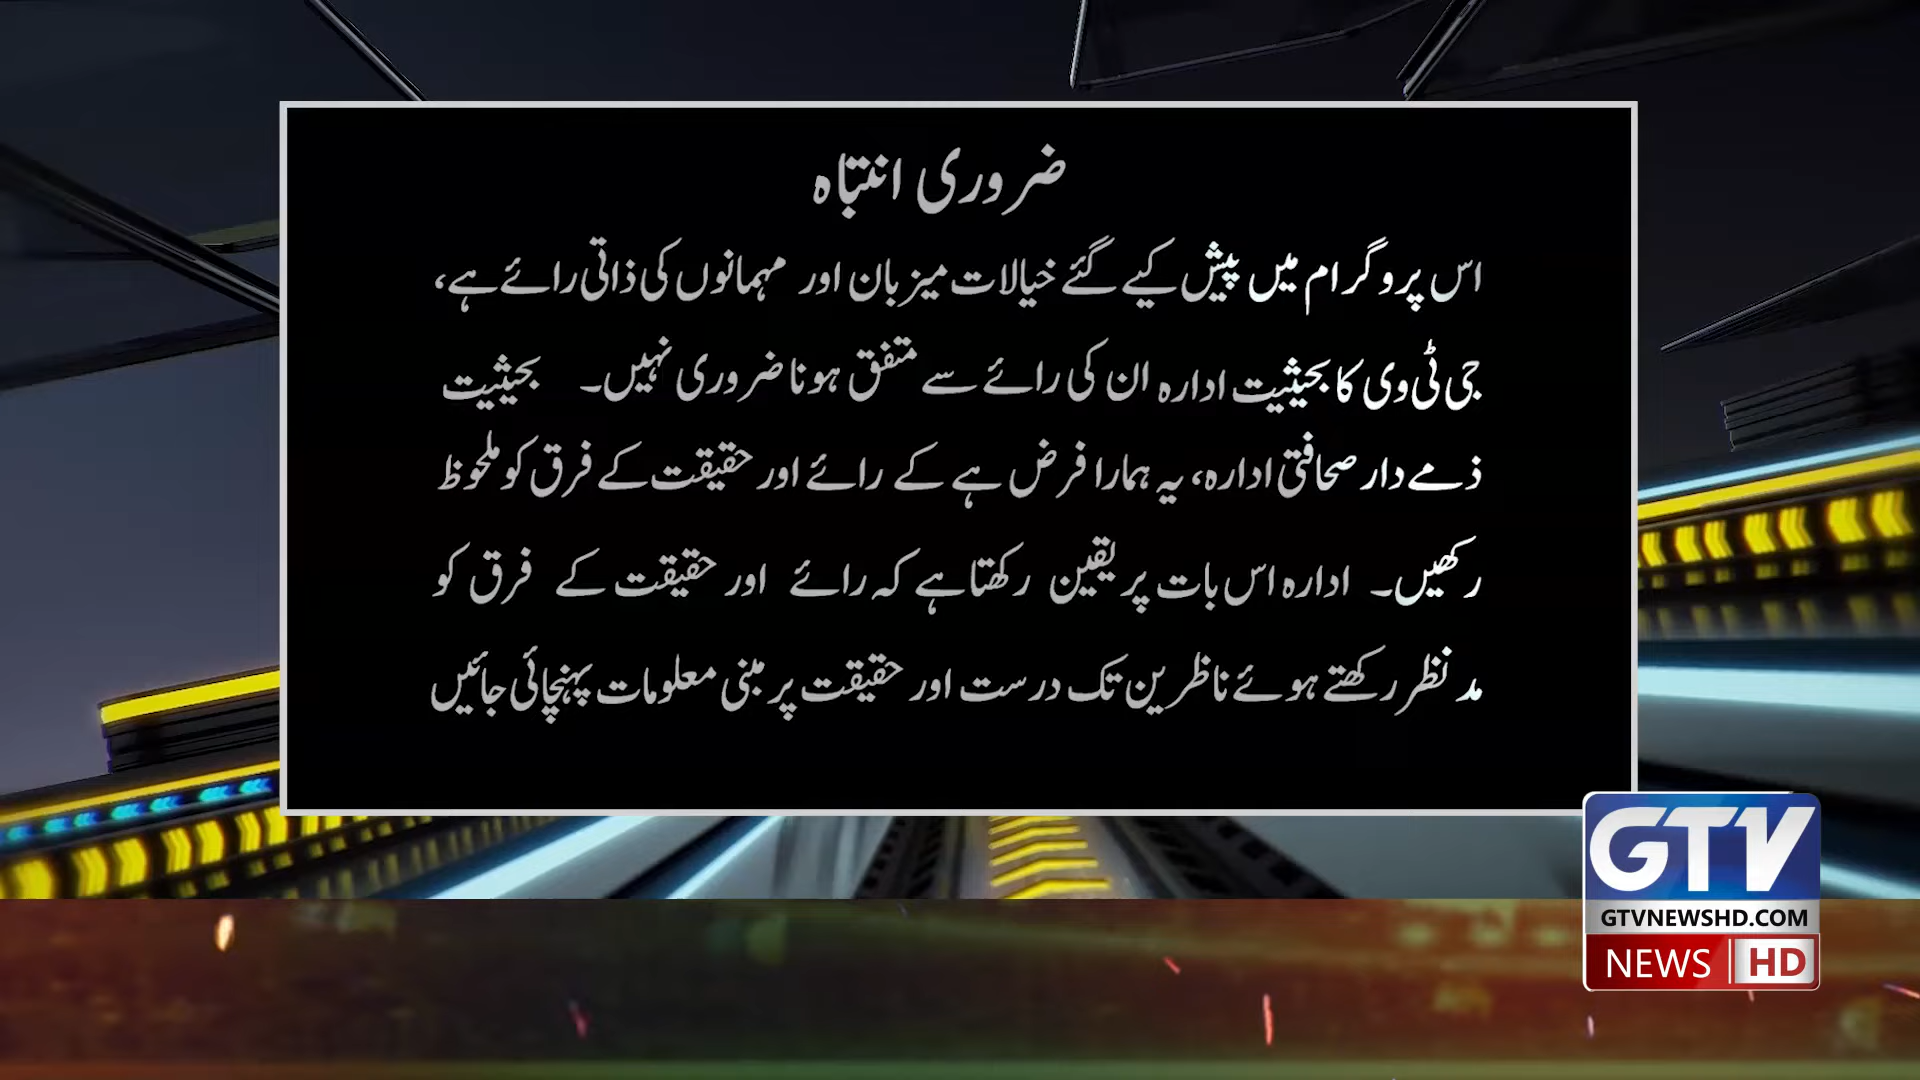 ضروری انتباہ
اس پروگرام میں پیش کیے گئے خیالات میزبان اور مہمانوں کی ذاتی رائے ہے،
جی ٹی وی کا بحیثیت ادارہ ان کی رائے سے متفق ہونا ضروری نہیں۔ بحیثیت
ذمے دار صحافتی ادارہ، یہ ہمارا فرض ہے کے رائے اور حقیقت کے فرق کو ملحوظ
رکھیں۔ ادارہ اس بات پر یقین رکھتا ہے کہ رائے اور حقیقت کے فرق کو
مد نظر رکھتے ہوئے ناظرین تک درست اور حقیقت پر مبنی معلومات پہنچائی جائیں
GTV
GTVNEWSHD.COM
NEWS HD